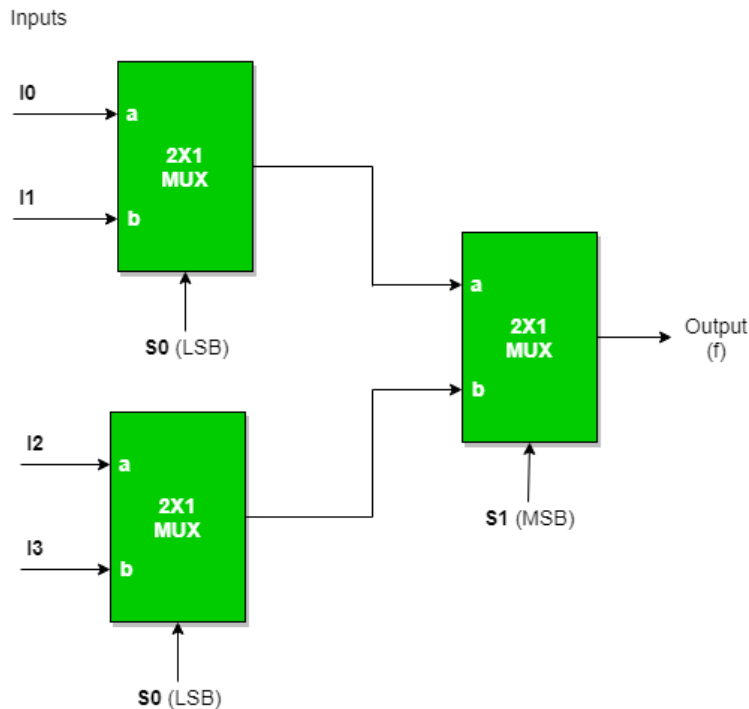 Inputs
I0
a
2X1
MUX
I1
b
S0 (LSB)
a
2X1
MUX
b
Output
(f)
S1 (MSB)
I2
a
2X1
MUX
I3
b
S0 (LSB)